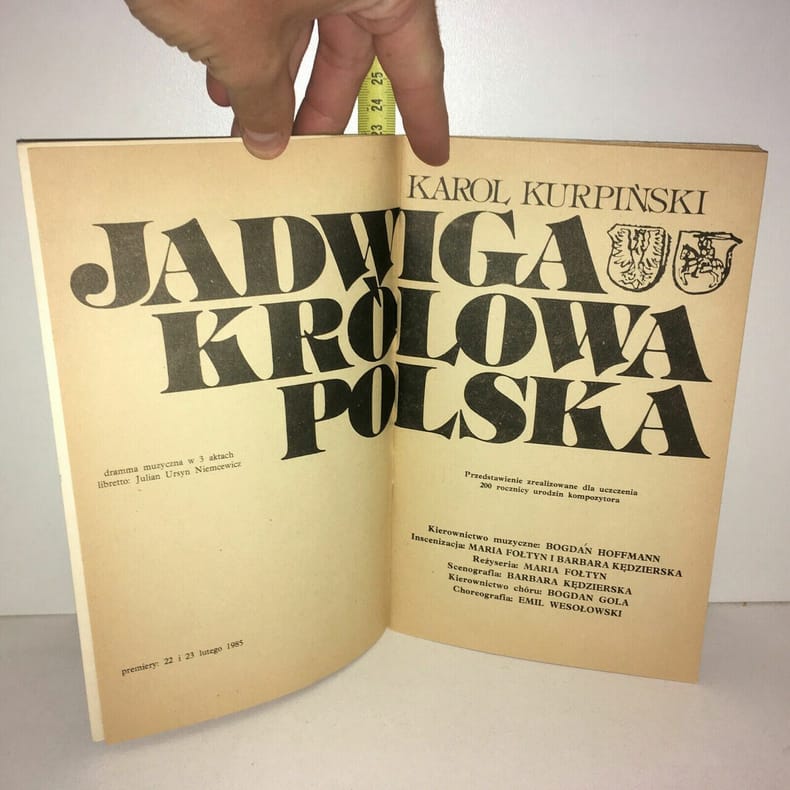 25
24
23
KAROL KURPIŃSKI
JADWIGA
KRÓLOWA
POLSKA
dramma muzyczna w 3 aktach
libretto: Julian Ursyn Niemcewicz
premiery: 22 i 23 lutego 1985
Przedstawienie zrealizowane dla uczczenia
200 rocznicy urodzin kompozytora
Kierownictwo muzyczne: BOGDAN HOFFMANN
Inscenizacja: MARIA FOŁTYN I BARBARA KĘDZIERSKA
Reżyseria: MARIA FOŁTYN
Scenografia: BARBARA KĘDZIERSKA
Kierownictwo chóru: BOGDAN GOLA
Choreografia: EMIL WESOŁOWSKI